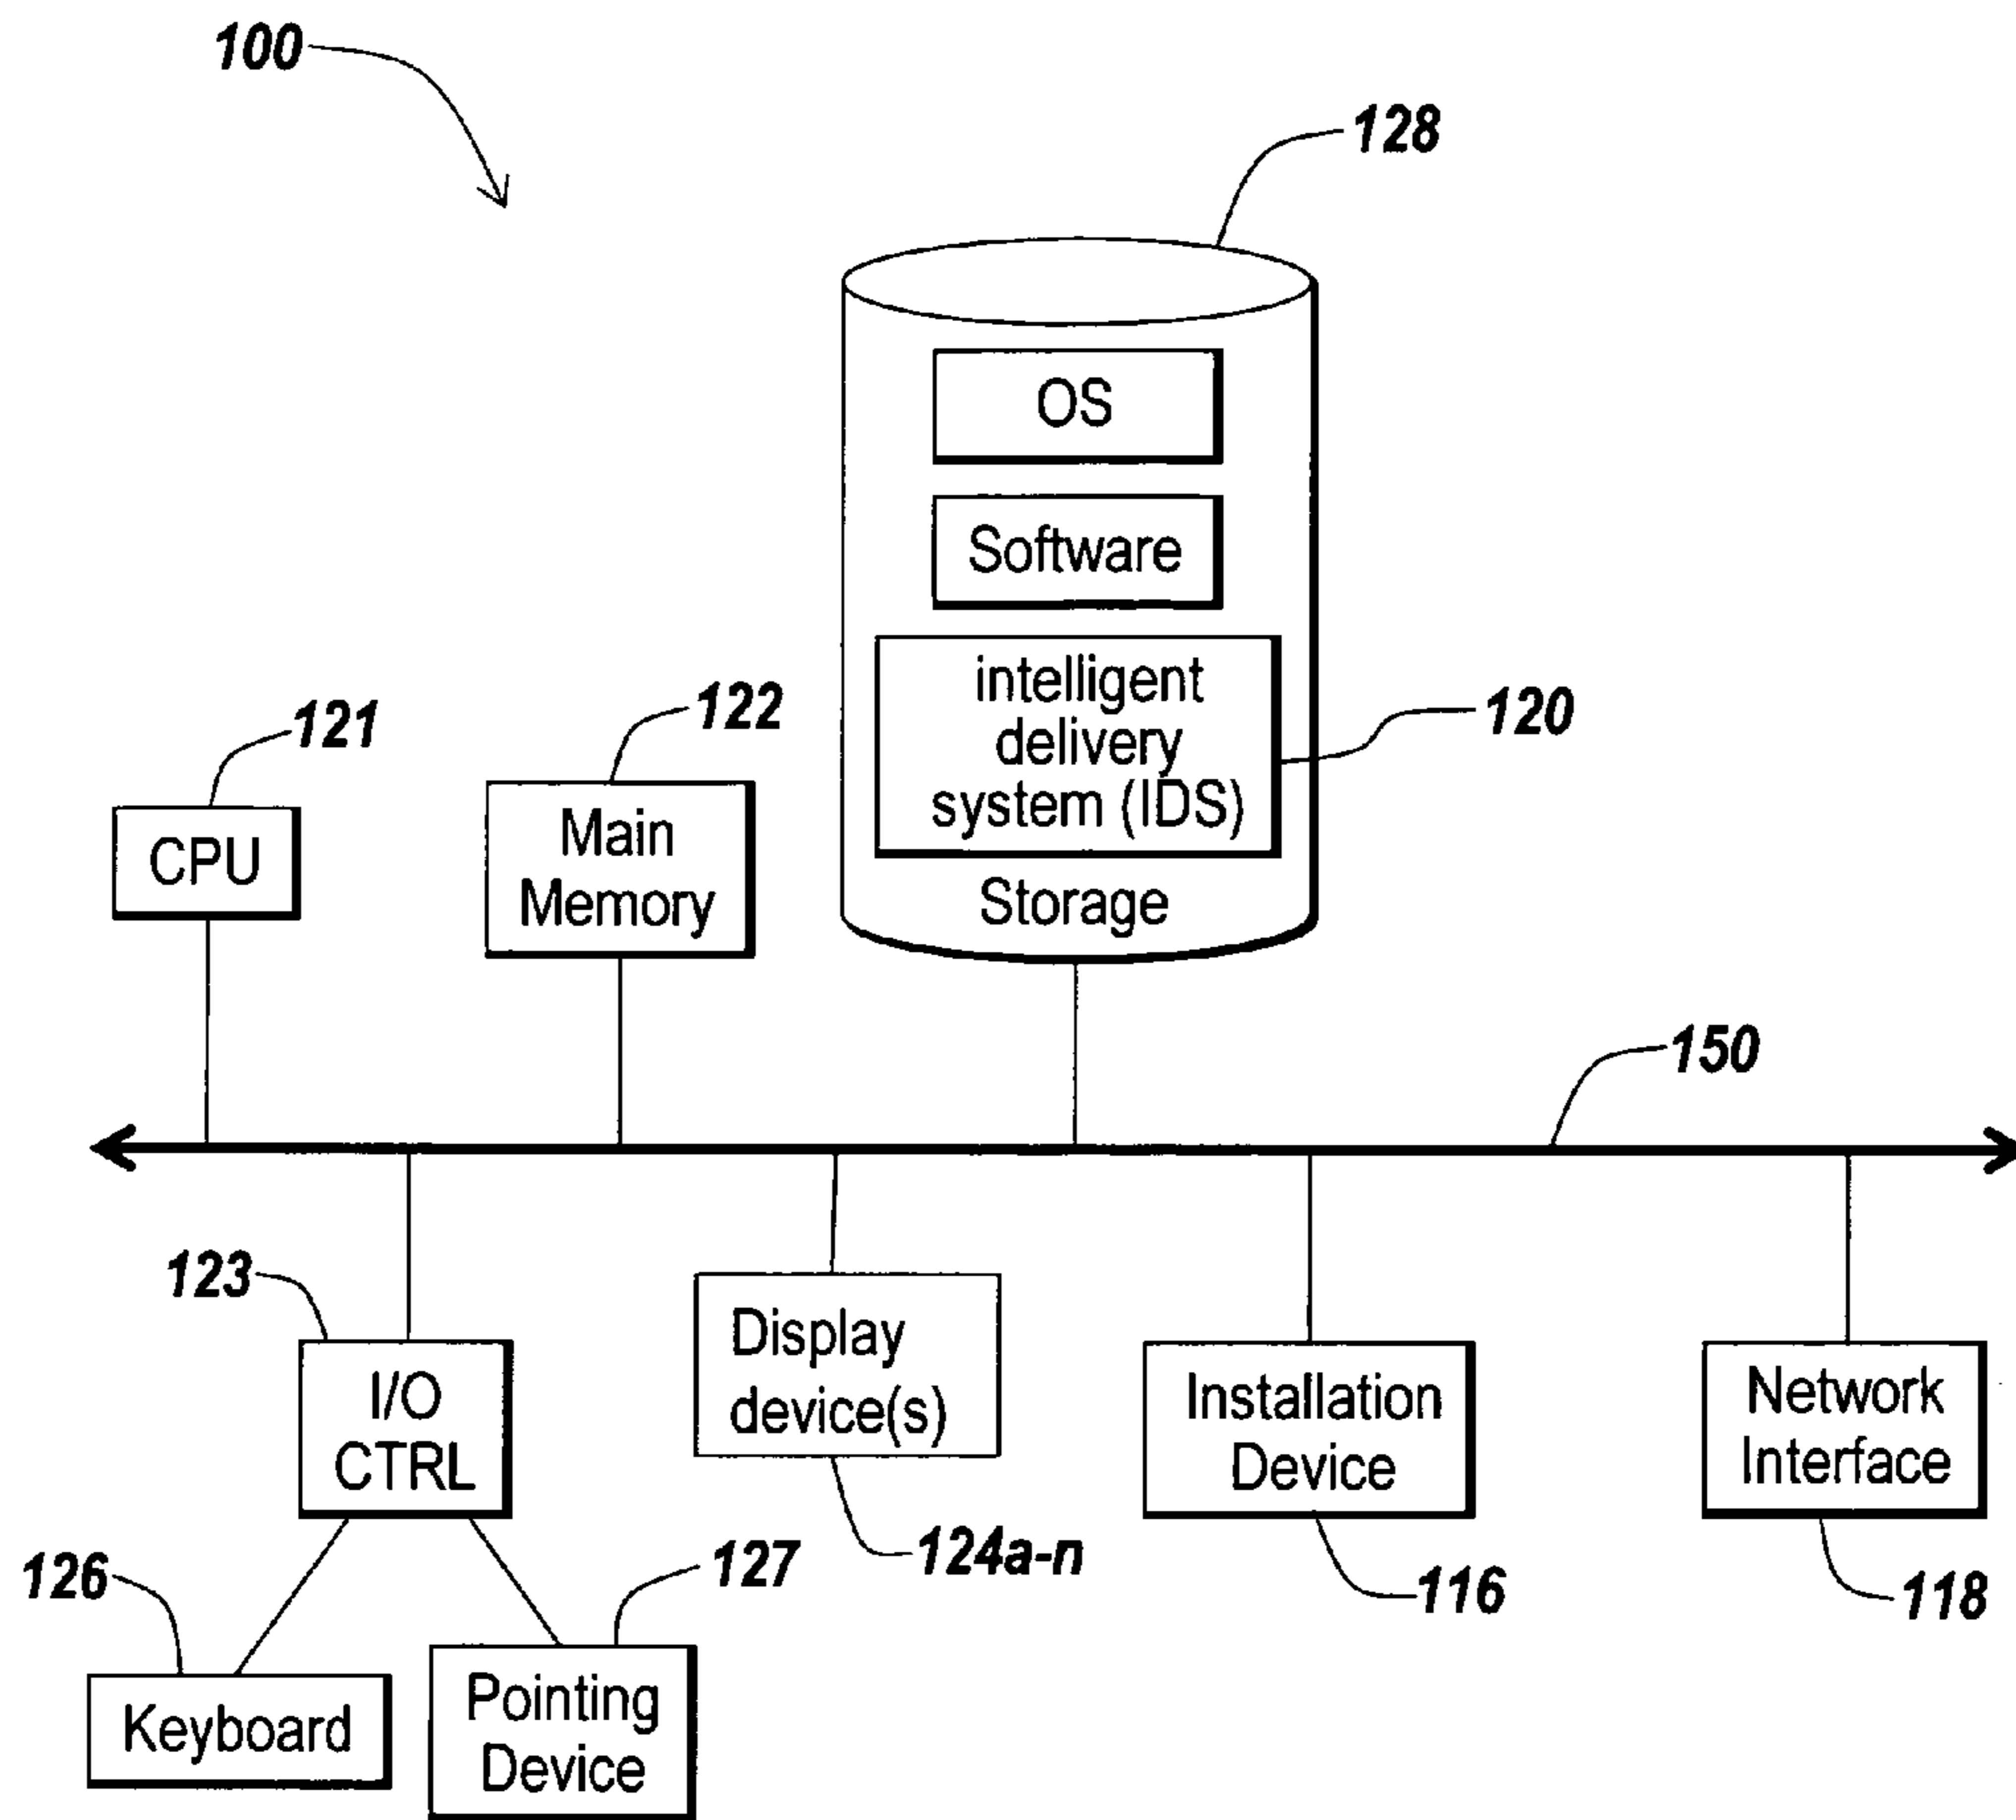 100
128
OS
Software
intelligent
delivery
system (IDS)
120
Storage
121
CPU
122
Main
Memory
150
123
I/O
CTRL
Display
device(s)
124a-n
Installation
Device
116
Network
Interface
118
126
Keyboard
127
Pointing
Device